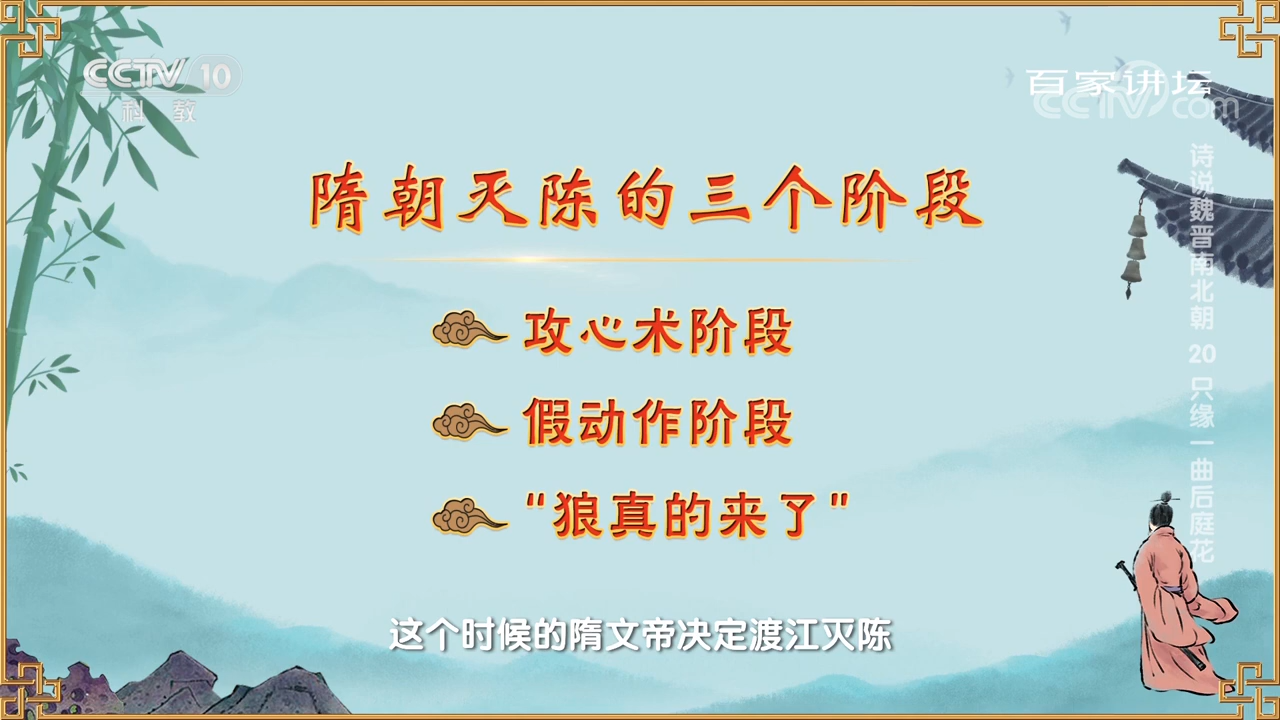 CCTV 10
科教
百家讲坛
CCTV.com
隋朝灭陈的三个阶段
攻心术阶段
假动作阶段
“狼真的来了”
诗说魏晋南北朝 20 只缘一曲后庭花
这个时候的隋文帝决定渡江灭陈